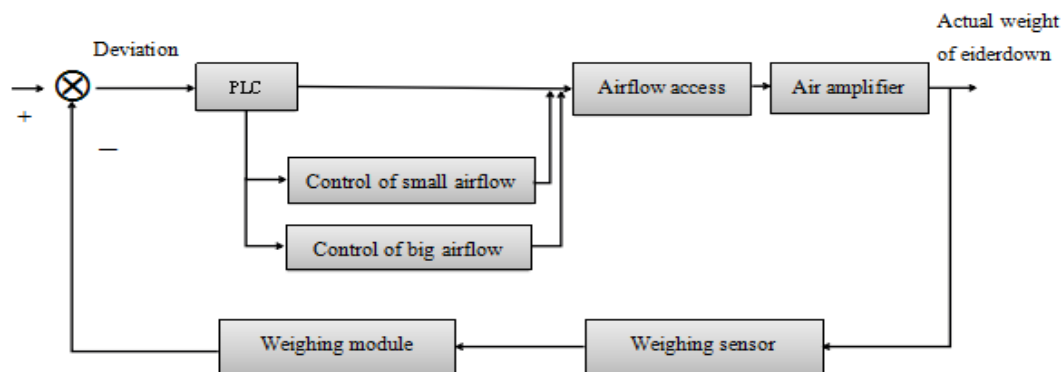 Actual weight
of eiderdown
Deviation
PLC
Airflow access
Air amplifier
+
—
Control of small airflow
Control of big airflow
Weighing module
Weighing sensor